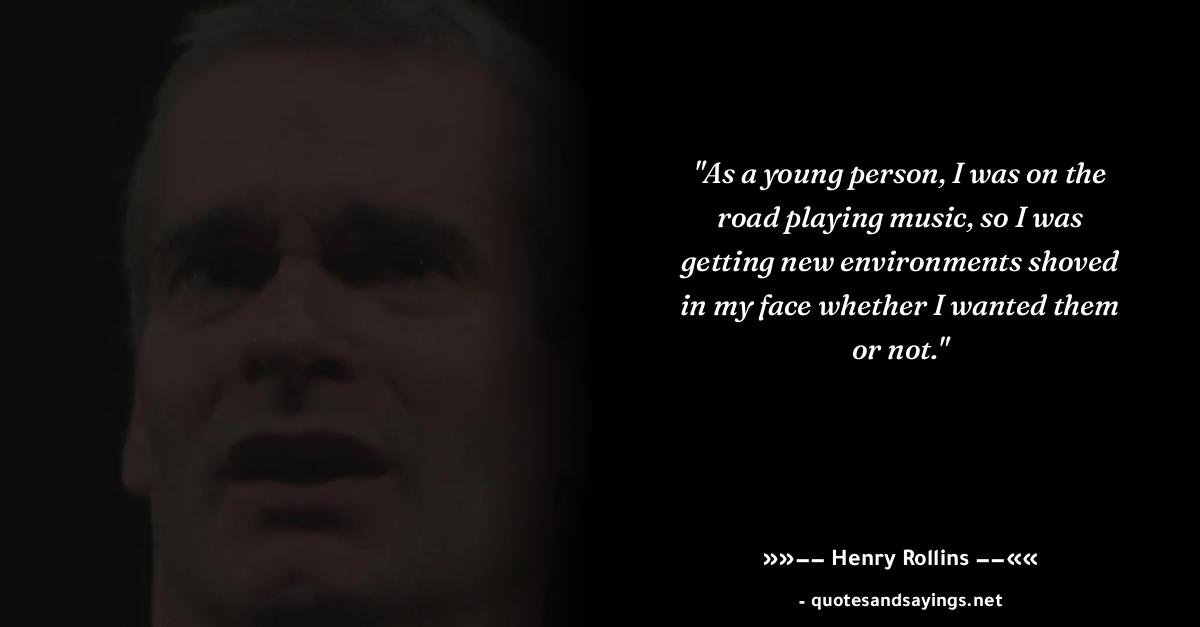 "As a young person, I was on the
road playing music, so I was
getting new environments shoved
in my face whether I wanted them
or not."
»»–– Henry Rollins ––««
- quotesandsayings.net